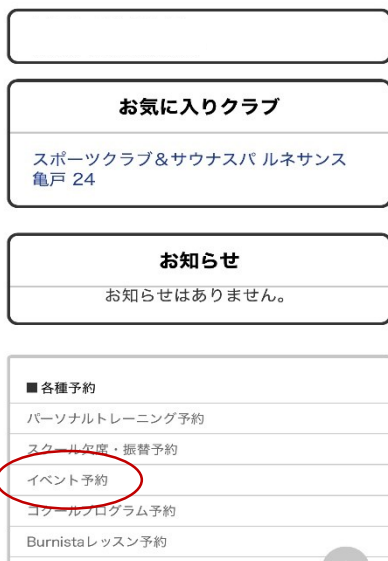 お気に入りクラブ
スポーツクラブ＆サウナスパ ルネサンス
亀戸 24
お知らせ
お知らせはありません。
■各種予約
パーソナルトレーニング予約
スクール欠席・振替予約
イベント予約
コクールプログラム予約
Burnistaレッスン予約